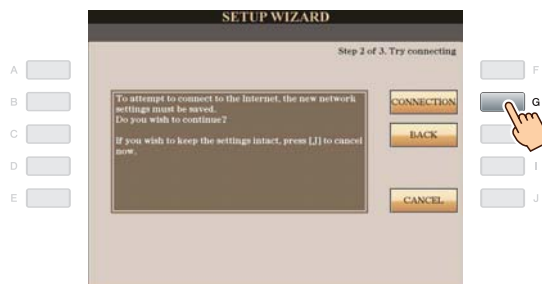 SETUP WIZARD
Step 2 of 3. Try connecting
To attempt to connect to the Internet, the new network
settings must be saved.
Do you wish to continue?
If you wish to keep the settings intact, press [J] to cancel
now.
CONNECTION
BACK
CANCEL
A
B
C
D
E
F
G
I
J